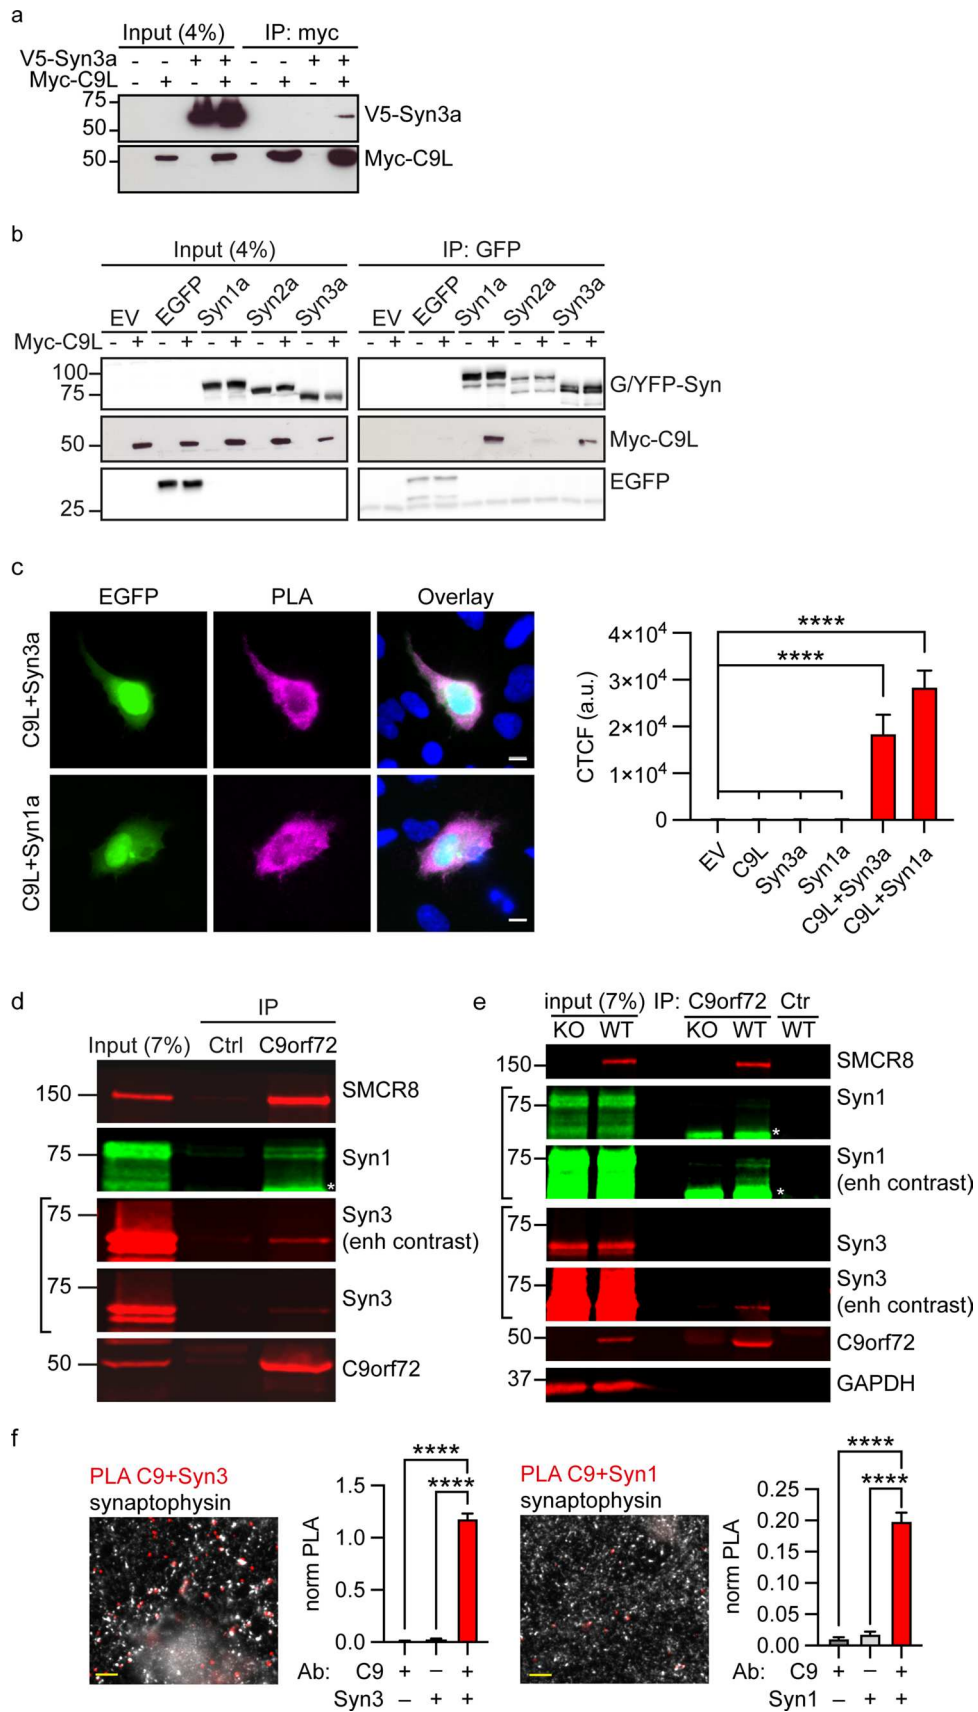 a
Input (4%) IP: myc
V5-Syn3a - - + + - - + +
Myc-C9L - + - + - + - +
75
50
V5-Syn3a
50
Myc-C9L
b
Input (4%) IP: GFP
EV EGFP Syn1a Syn2a Syn3a EV EGFP Syn1a Syn2a Syn3a
Myc-C9L - + - + - + - + - + - + - + - + - + - +
100
75
G/YFP-Syn
50
Myc-C9L
25
EGFP
c
EGFP PLA Overlay
C9L+Syn3a
C9L+Syn1a
CTCF (a.u.)
4×10⁴
3×10⁴
2×10⁴
1×10⁴
0
****
****
EV C9L Syn3a Syn1a C9L+Syn3a C9L+Syn1a
d
IP
Input (7%) Ctrl C9orf72
150 SMCR8
75 Syn1
*
75 Syn3
(enh contrast)
75 Syn3
50 C9orf72
e
input (7%) IP: C9orf72 Ctr
KO WT KO WT WT
150 SMCR8
75 Syn1
*
75 Syn1
(enh contrast)
*
75 Syn3
75 Syn3
(enh contrast)
50 C9orf72
37 GAPDH
f
PLA C9+Syn3
synaptophysin
norm PLA
1.5
1.0
0.5
0.0
****
****
Ab: C9 + – +
Syn3 – + +
PLA C9+Syn1
synaptophysin
norm PLA
0.25
0.20
0.15
0.10
0.05
0.00
****
****
Ab: C9 + – +
Syn1 – + +